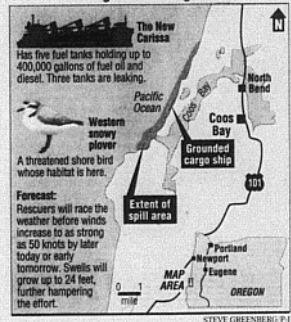 The New
Carissa
Has five fuel tanks holding up to
400,000 gallons of fuel oil and
diesel. Three tanks are leaking.
Western
snowy
plover
A threatened shore bird
whose habitat is here.
Forecast:
Rescuers will race the
weather before winds
increase to as strong
as 50 knots by later
today or early
tomorrow. Swells will
grow up to 24 feet,
further hampering
the effort.
N
Pacific
Ocean
Coos Bay
North
Bend
Coos
Bay
Grounded
cargo ship
Extent of
spill area
101
0 1
mile
MAP
AREA
Portland
Newport
Eugene
OREGON
STEVE GREENBERG/P-I